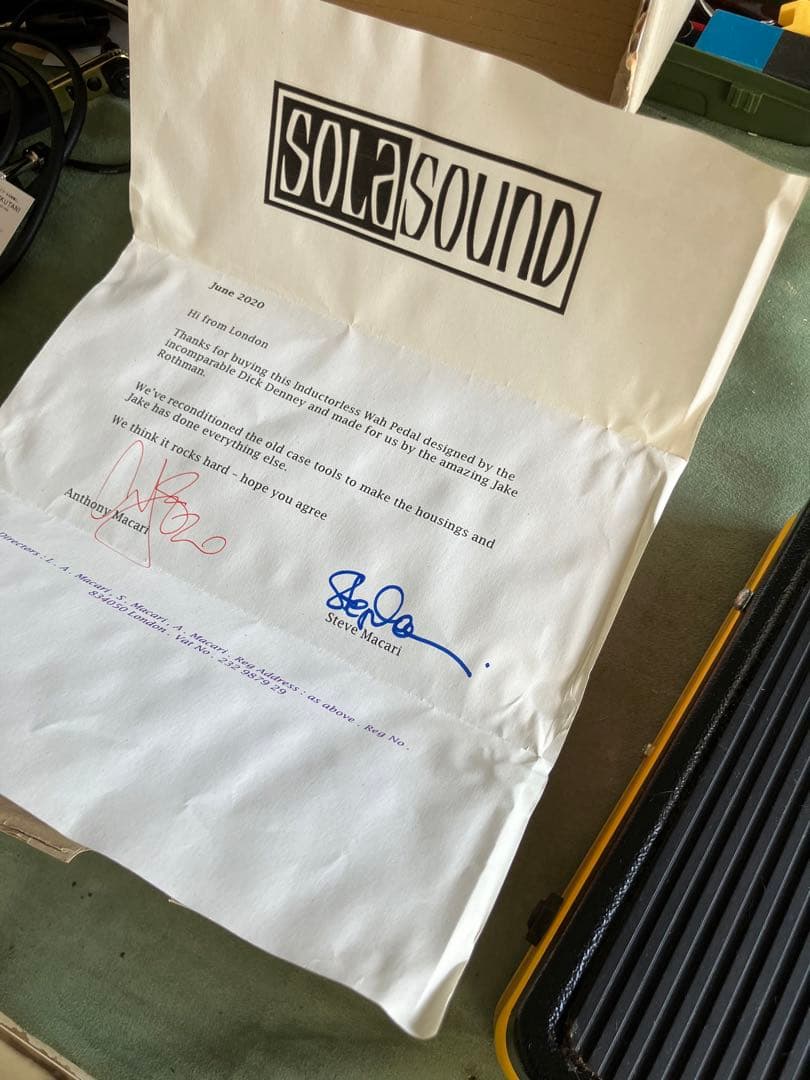 SOLASOUND
June 2020
Hi from London
Thanks for buying this Inductorless Wah Pedal designed by the
incomparable Dick Denney and made for us by the amazing Jake
Rothman.
We've reconditioned the old case tools to make the housings and
Jake has done everything else.
We think it rocks hard – hope you agree
Anthony Macari
Steve Macari
Directors : L . A . Macari . S . Macari . A . Macari . Reg Address : as above . Reg No .
834050 London . Vat No . 232 9879 29